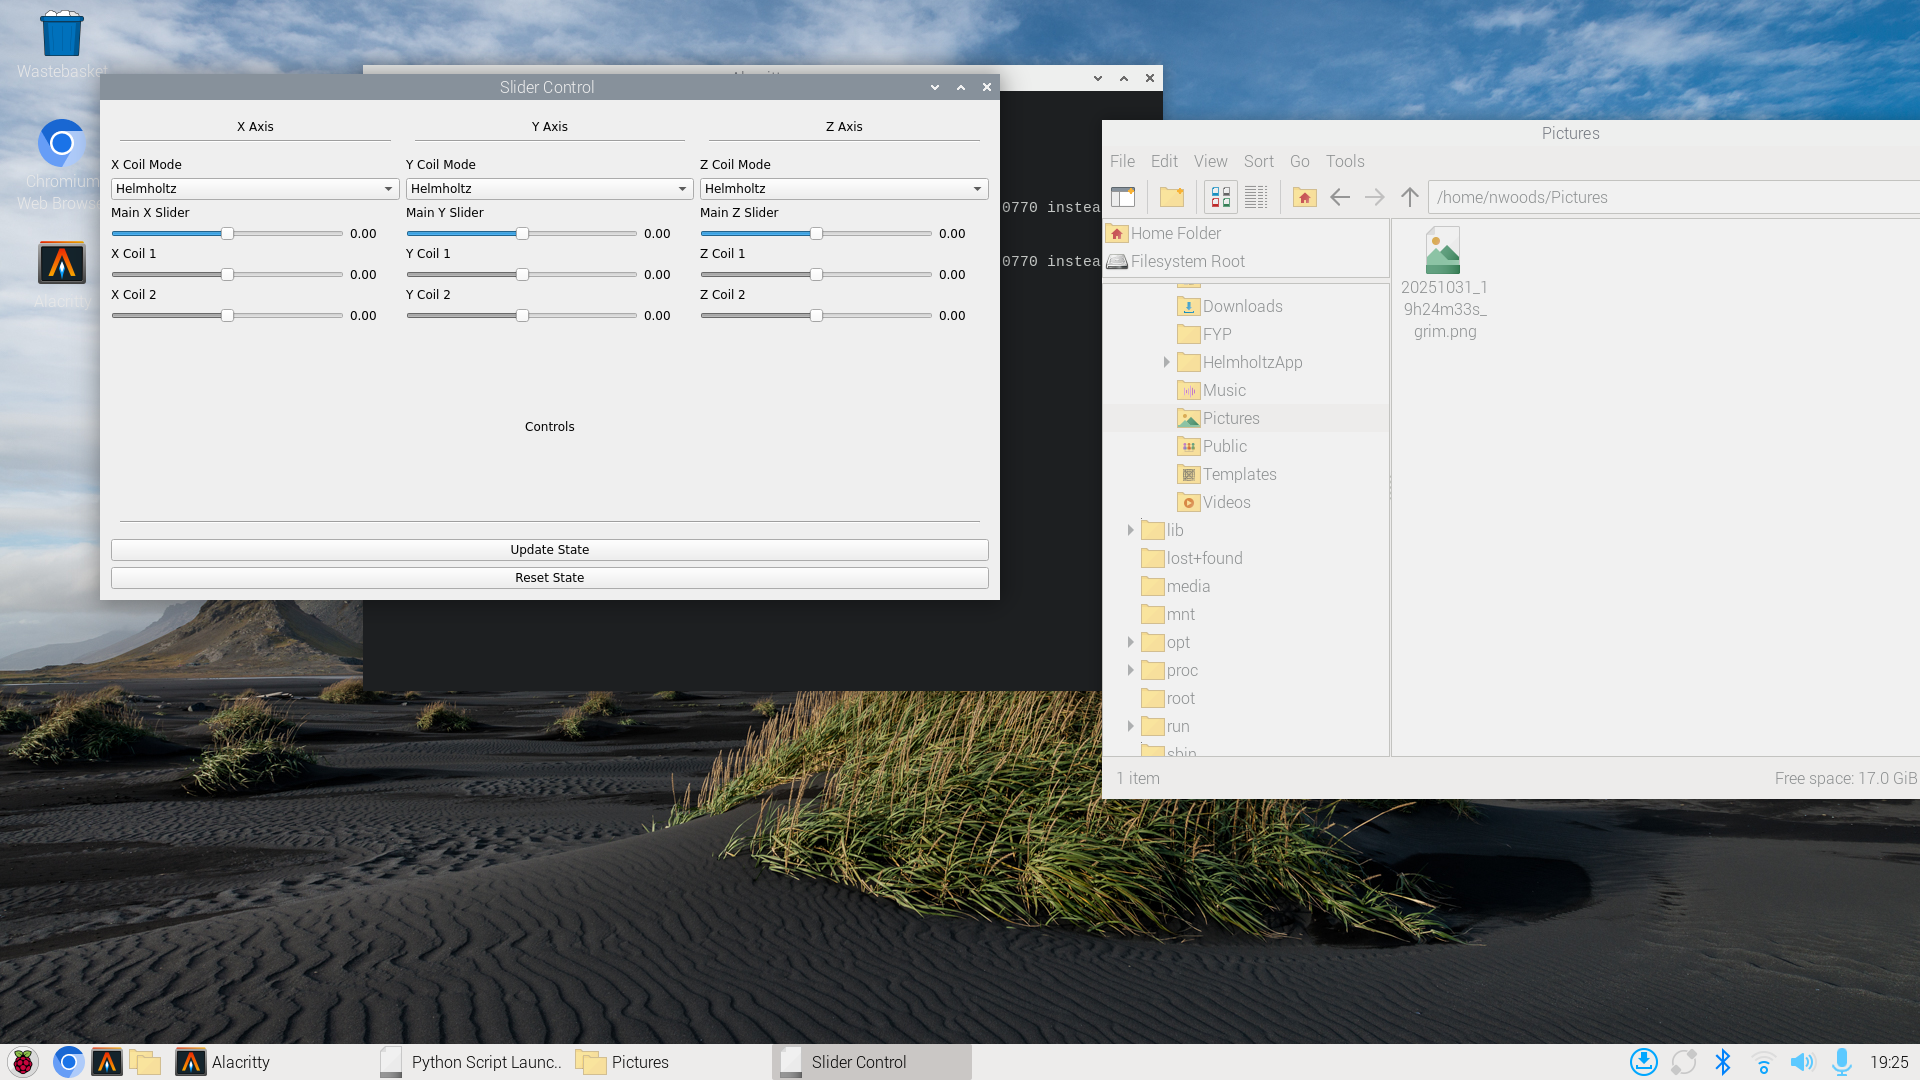 Wastebasket
Chromium
Web Browse
Alacritty
Slider Control
X Axis
Y Axis
Z Axis
X Coil Mode
Y Coil Mode
Z Coil Mode
Helmholtz
Helmholtz
Helmholtz
Main X Slider
Main Y Slider
Main Z Slider
0.00
0.00
0.00
X Coil 1
Y Coil 1
Z Coil 1
0.00
0.00
0.00
X Coil 2
Y Coil 2
Z Coil 2
0.00
0.00
0.00
Controls
Update State
Reset State
0770 instea
0770 instea
Pictures
File Edit View Sort Go Tools
/home/nwoods/Pictures
Home Folder
Filesystem Root
Downloads
FYP
HelmholtzApp
Music
Pictures
Public
Templates
Videos
lib
lost+found
media
mnt
opt
proc
root
run
sbin
20251031_1
9h24m33s_
grim.png
1 item
Free space: 17.0 GiB
Alacritty
Python Script Launc..
Pictures
Slider Control
19:25